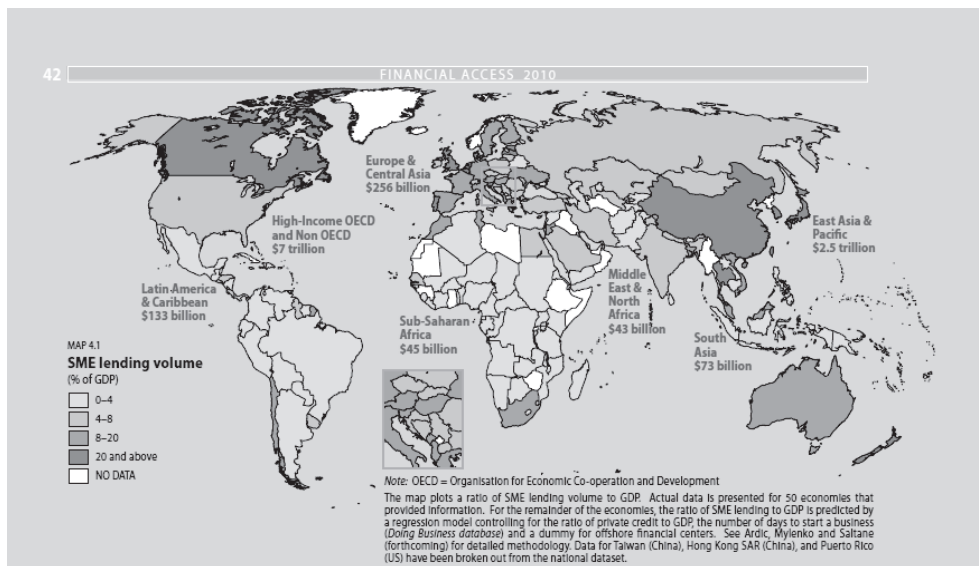 42
FINANCIAL ACCESS 2010
Europe &
Central Asia
$256 billion
High-Income OECD
and Non OECD
$7 trillion
East Asia &
Pacific
$2.5 trillion
Latin America
& Caribbean
$133 billion
Middle
East &
North
Africa
$43 billion
Sub-Saharan
Africa
$45 billion
South
Asia
$73 billion
MAP 4.1
SME lending volume
(% of GDP)
0–4
4–8
8–20
20 and above
NO DATA
Note: OECD = Organisation for Economic Co-operation and Development
The map plots a ratio of SME lending volume to GDP. Actual data is presented for 50 economies that
provided information. For the remainder of the economies, the ratio of SME lending to GDP is predicted by
a regression model controlling for the ratio of private credit to GDP, the number of days to start a business
(Doing Business database) and a dummy for offshore financial centers. See Ardic, Mylenko and Saltane
(forthcoming) for detailed methodology. Data for Taiwan (China), Hong Kong SAR (China), and Puerto Rico
(US) have been broken out from the national dataset.